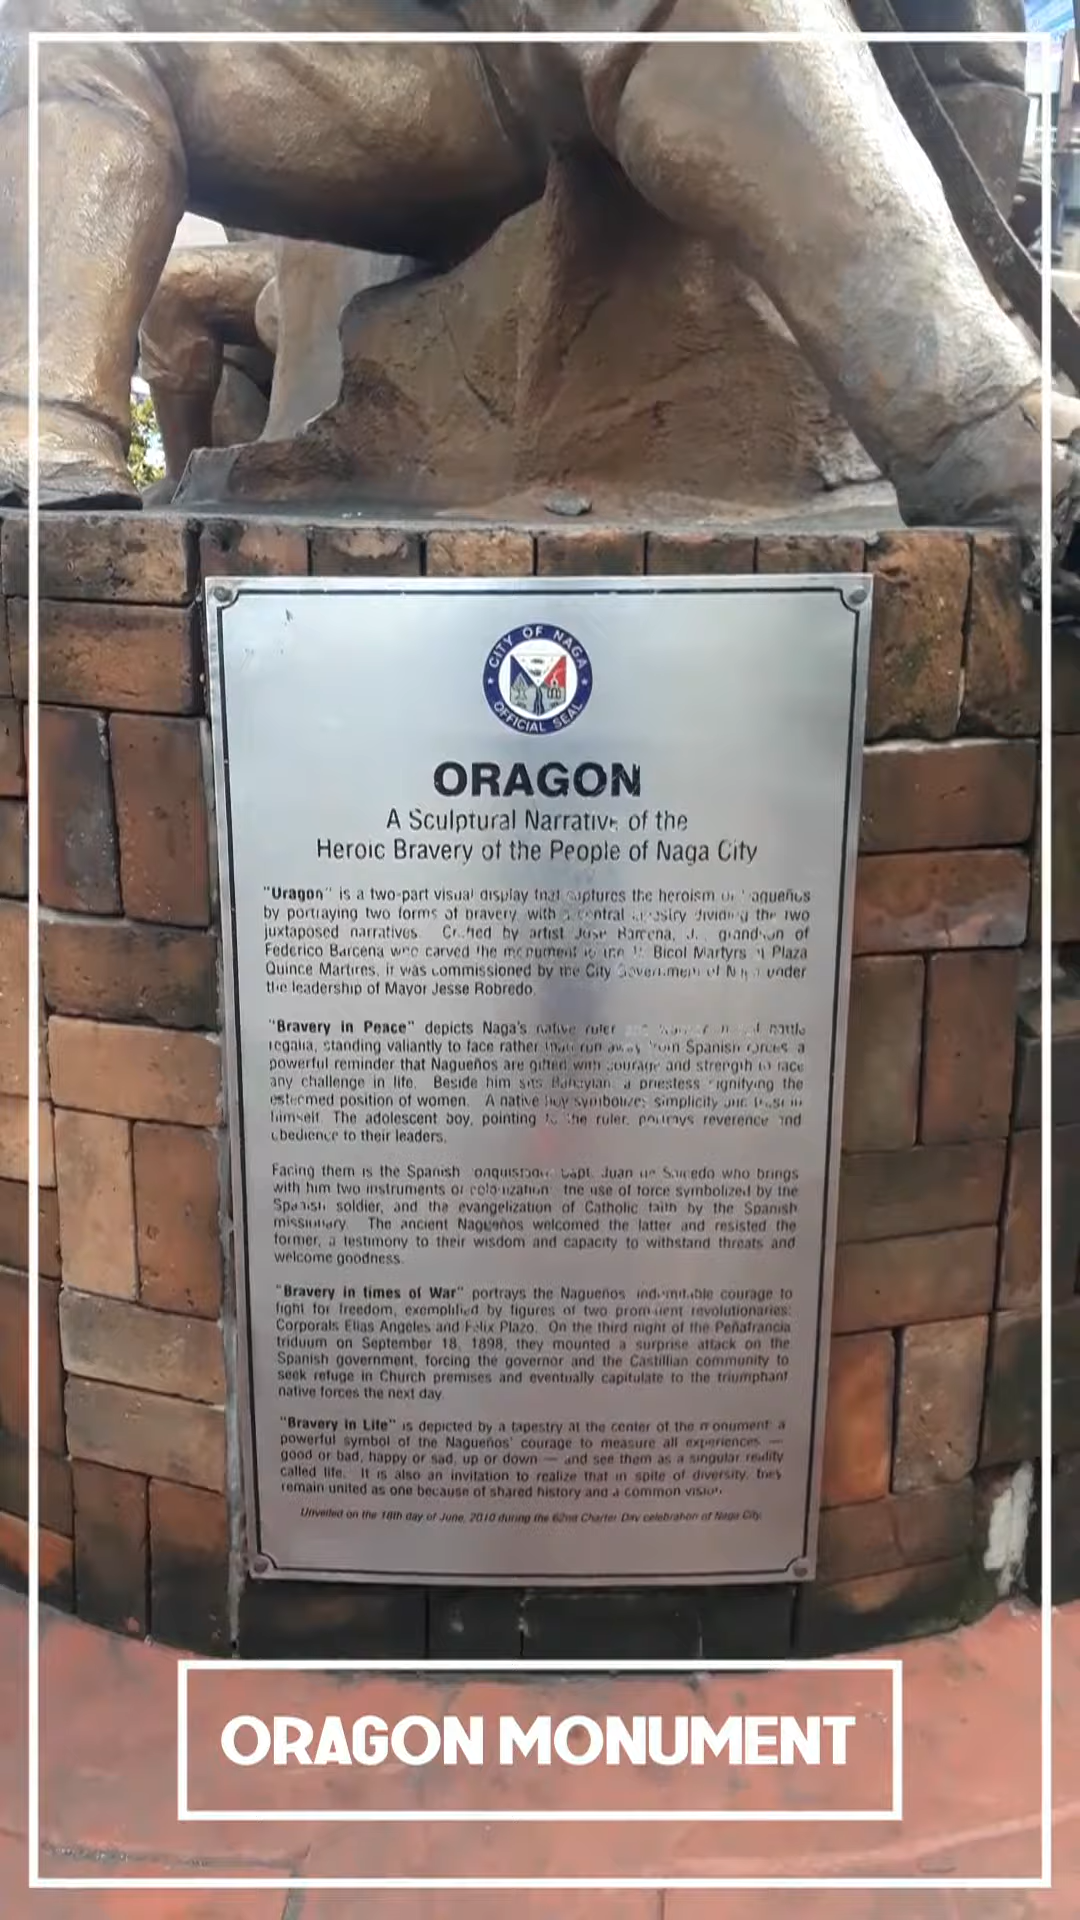 CITY OF NAGA
OFFICIAL SEAL
ORAGON
A Sculptural Narrative of the
Heroic Bravery of the People of Naga City
"Uragon" is a two-part visual display that captures the heroism
by portraying two forms of bravery with a central dividing the two
juxtaposed narratives. Crafted by artist Jose Barcena, grandson of
Federico Barcena who carved the monument Bicol Martyrs Plaza
Quince Martires, it was commissioned by the City Government of Naga under
the leadership of Mayor Jesse Robredo.
"Bravery in Peace" depicts Naga's native ruler
regalia, standing valiantly to face rather than run away from Spanish forces, a
powerful reminder that Nagueños are gifted with courage and strength to face
any challenge in life. Beside him sits a priestess signifying the
esteemed position of women. A native boy symbolizes simplicity
himself. The adolescent boy, pointing to the ruler, portrays reverence and
obedience to their leaders.
Facing them is the Spanish Capt. Juan de Salcedo who brings
with him two instruments of colonization: the use of force symbolized by the
Spanish soldier, and the evangelization of Catholic faith by the Spanish
missionary. The ancient Nagueños welcomed the latter and resisted the
former, a testimony to their wisdom and capacity to withstand threats and
welcome goodness.
"Bravery in times of War" portrays the Nagueños indomitable courage to
fight for freedom, exemplified by figures of two prominent revolutionaries:
Corporals Elias Angeles and Felix Plazo. On the third night of the Peñafrancia
triduum on September 18, 1898, they mounted a surprise attack on the
Spanish government, forcing the governor and the Castillian community to
seek refuge in Church premises and eventually capitulate to the triumphant
native forces the next day.
"Bravery in Life" is depicted by a tapestry at the center of the monument: a
powerful symbol of the Nagueños' courage to measure all experiences —
good or bad, happy or sad, up or down — and see them as a singular reality
called life. It is also an invitation to realize that in spite of diversity, they
remain united as one because of shared history and a common vision.
Unveiled on the 18th day of June, 2010 during the 62nd Charter Day celebration of Naga City.
ORAGON MONUMENT